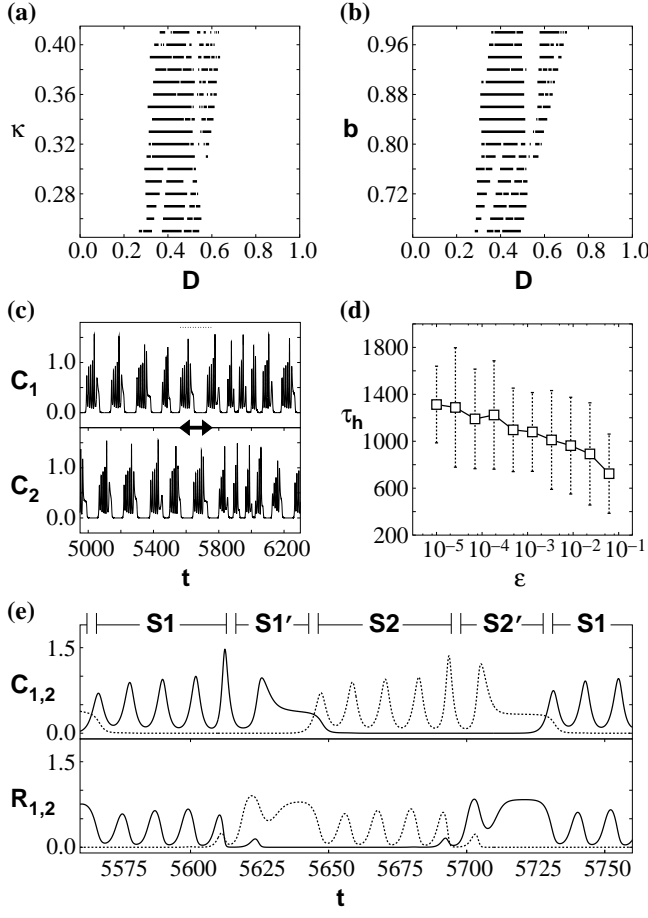 (a)
(b)
κ
0.40
0.36
0.32
0.28
0.0 0.2 0.4 0.6 0.8 1.0
D
b
0.96
0.88
0.80
0.72
0.0 0.2 0.4 0.6 0.8 1.0
D
(c)
C1
1.0
0.0
C2
1.0
0.0
5000 5400 5800 6200
t
(d)
τh
1800
1400
1000
600
200
10−5 10−4 10−3 10−2 10−1
ε
(e)
S1 S1′ S2 S2′ S1
C1,2
1.5
0.0
R1,2
1.5
0.0
5575 5600 5625 5650 5675 5700 5725 5750
t